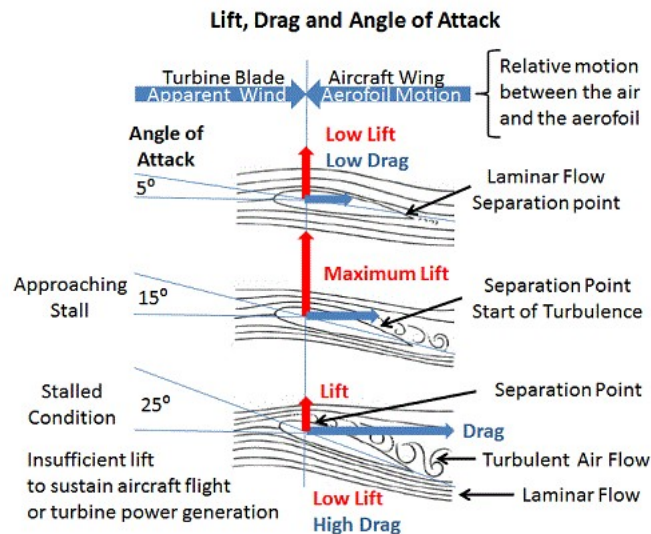 Lift, Drag and Angle of Attack
Turbine Blade
Aircraft Wing
Apparent Wind
Aerofoil Motion
Relative motion
between the air
and the aerofoil
Angle of
Attack
Low Lift
Low Drag
5°
Laminar Flow
Separation point
Approaching
Stall
15°
Maximum Lift
Separation Point
Start of Turbulence
Stalled
Condition
25°
Lift
Separation Point
Drag
Turbulent Air Flow
Laminar Flow
Insufficient lift
to sustain aircraft flight
or turbine power generation
Low Lift
High Drag